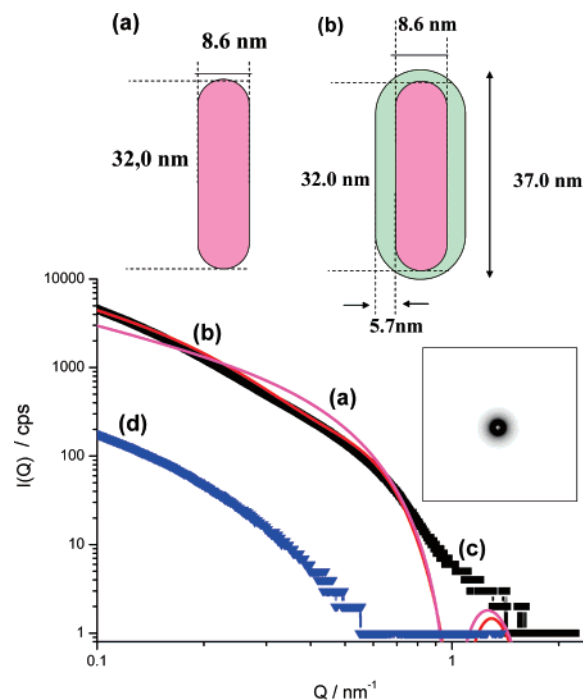 (a)
(b)
8.6 nm
8.6 nm
32,0 nm
32.0 nm
37.0 nm
5.7nm
10000
1000
100
10
1
I(Q) / cps
(b)
(a)
(d)
(c)
0.1
1
Q / nm⁻¹